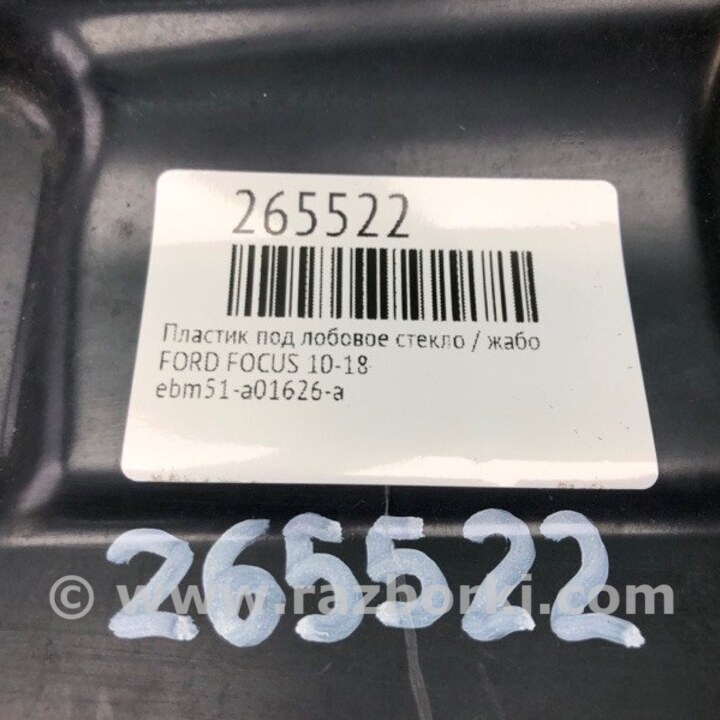 265522
Пластик под лобовое стекло / жабо
FORD FOCUS 10-18
ebm51-a01626-a
265522
© www.razborki.com